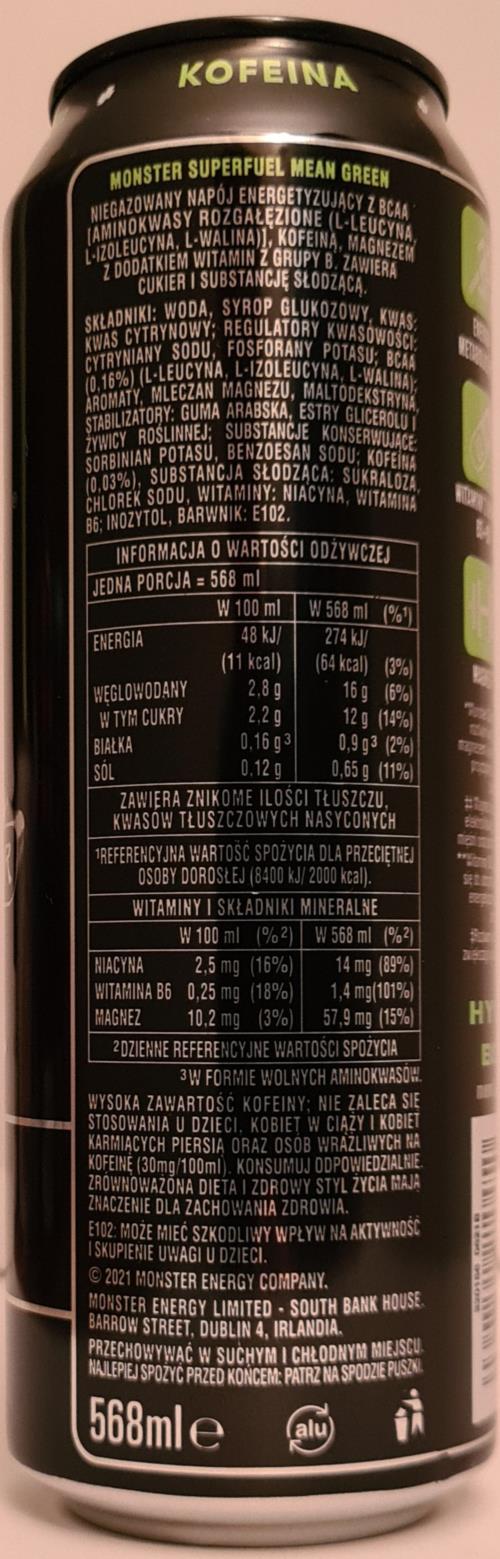 KOFEINA
MONSTER SUPERFUEL MEAN GREEN
NIEGAZOWANY NAPÓJ ENERGETYZUJĄCY Z BCAA
[AMINOKWASY ROZGAŁĘZIONE (L-LEUCYNA,
L-IZOLEUCYNA, L-WALINA)], KOFEINĄ, MAGNEZEM
Z DODATKIEM WITAMIN Z GRUPY B. ZAWIERA
CUKIER I SUBSTANCJĘ SŁODZĄCĄ.
SKŁADNIKI: WODA, SYROP GLUKOZOWY, KWAS:
KWAS CYTRYNOWY; REGULATORY KWASOWOŚCI:
CYTRYNIANY SODU, FOSFORANY POTASU; BCAA
(0.16%) (L-LEUCYNA, L-IZOLEUCYNA, L-WALINA);
AROMATY, MLECZAN MAGNEZU, MALTODEKSTRYNA,
STABILIZATORY: GUMA ARABSKA, ESTRY GLICEROLU I
ŻYWICY ROŚLINNEJ; SUBSTANCJE KONSERWUJĄCE:
SORBINIAN POTASU, BENZOESAN SODU; KOFEINA
(0.03%), SUBSTANCJA SŁODZĄCA: SUKRALOZA,
CHLOREK SODU, WITAMINY: NIACYNA, WITAMINA
B6; INOZYTOL, BARWNIK: E102.
INFORMACJA O WARTOŚCI ODŻYWCZEJ
JEDNA PORCJA = 568 ml
W 100 ml W 568 ml (%¹)
ENERGIA 48 kJ/ 274 kJ/
(11 kcal) (64 kcal) (3%)
WĘGLOWODANY 2,8 g 16 g (6%)
W TYM CUKRY 2,2 g 12 g (14%)
BIAŁKA 0,16 g³ 0,9 g³ (2%)
SÓL 0,12 g 0,65 g (11%)
ZAWIERA ZNIKOME ILOŚCI TŁUSZCZU,
KWASÓW TŁUSZCZOWYCH NASYCONYCH
¹REFERENCYJNA WARTOŚĆ SPOŻYCIA DLA PRZECIĘTNEJ
OSOBY DOROSŁEJ (8400 kJ/ 2000 kcal).
WITAMINY I SKŁADNIKI MINERALNE
W 100 ml (%²) W 568 ml (%²)
NIACYNA 2,5 mg (16%) 14 mg (89%)
WITAMINA B6 0,25 mg (18%) 1,4 mg(101%)
MAGNEZ 10,2 mg (3%) 57,9 mg (15%)
²DZIENNE REFERENCYJNE WARTOŚCI SPOŻYCIA
³W FORMIE WOLNYCH AMINOKWASÓW.
WYSOKA ZAWARTOŚĆ KOFEINY; NIE ZALECA SIĘ
STOSOWANIA U DZIECI, KOBIET W CIĄŻY I KOBIET
KARMIĄCYCH PIERSIĄ ORAZ OSÓB WRAŻLIWYCH NA
KOFEINĘ (30mg/100ml). KONSUMUJ ODPOWIEDZIALNIE.
ZRÓWNOWAŻONA DIETA I ZDROWY STYL ŻYCIA MAJĄ
ZNACZENIE DLA ZACHOWANIA ZDROWIA.
E102: MOŻE MIEĆ SZKODLIWY WPŁYW NA AKTYWNOŚĆ
I SKUPIENIE UWAGI U DZIECI.
© 2021 MONSTER ENERGY COMPANY.
MONSTER ENERGY LIMITED - SOUTH BANK HOUSE.
BARROW STREET, DUBLIN 4, IRLANDIA.
PRZECHOWYWAĆ W SUCHYM I CHŁODNYM MIEJSCU.
NAJLEPIEJ SPOŻYĆ PRZED KOŃCEM: PATRZ NA SPODZIE PUSZKI.
568ml e
alu